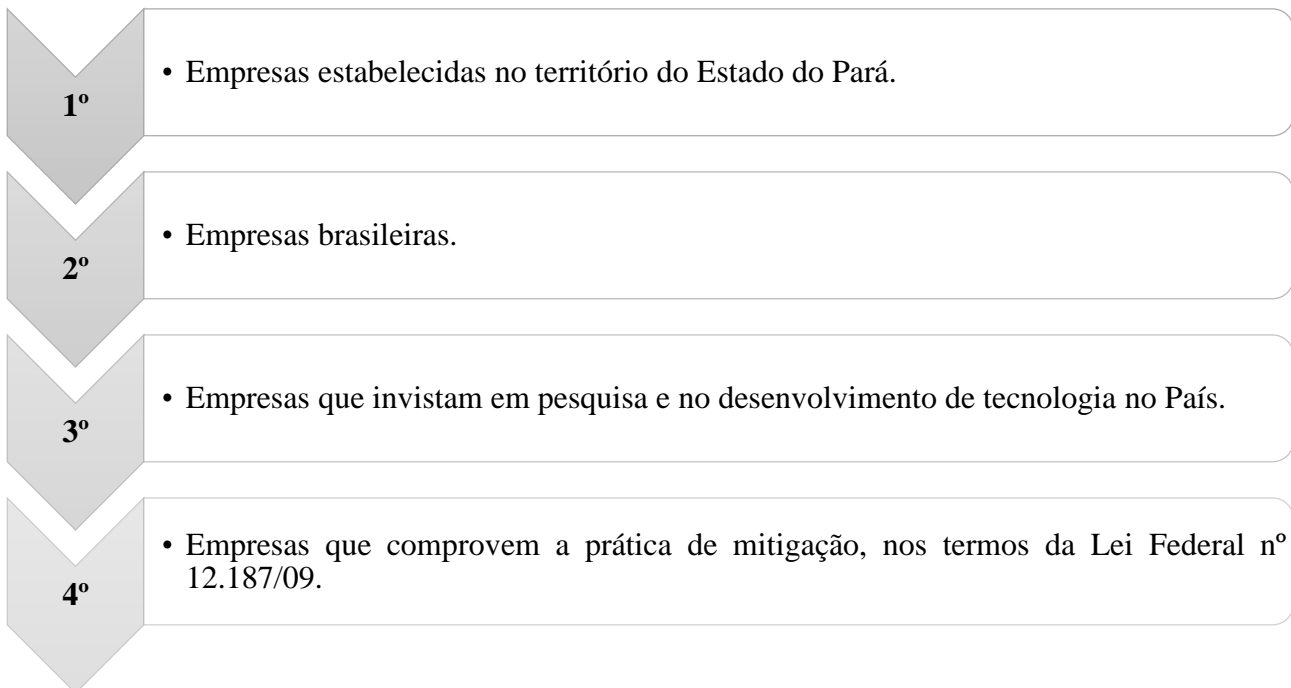 1º
• Empresas estabelecidas no território do Estado do Pará.
2º
• Empresas brasileiras.
3º
• Empresas que invistam em pesquisa e no desenvolvimento de tecnologia no País.
4º
• Empresas que comprovem a prática de mitigação, nos termos da Lei Federal nº
12.187/09.